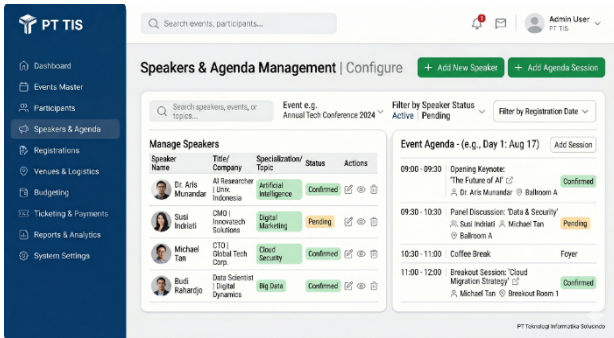 PT TIS
Search events, participants...
Admin User
PT TIS
Dashboard
Events Master
Participants
Speakers & Agenda
Registrations
Venues & Logistics
Budgeting
Ticketing & Payments
Reports & Analytics
System Settings
Speakers & Agenda Management | Configure
+ Add New Speaker
+ Add Agenda Session
Search speakers, events, or
topics...
Event e.g.
Annual Tech Conference 2024
Filter by Speaker Status
Active | Pending
Filter by Registration Date
Manage Speakers
Speaker Name
Title/ Company
Specialization/ Topic
Status
Actions
Dr. Aris Munandar
AI Researcher | Univ. Indonesia
Artificial Intelligence
Confirmed
Susi Indriati
CMO | Innovatech Solutions
Digital Marketing
Pending
Michael Tan
CTO | Global Tech Corp.
Cloud Security
Confirmed
Budi Rahardjo
Data Scientist | Digital Dynamics
Big Data
Confirmed
Event Agenda - (e.g., Day 1: Aug 17)
Add Session
09:00 - 09:30
Opening Keynote:
'The Future of AI'
Dr. Aris Munandar
Ballroom A
Confirmed
09:30 - 10:30
Panel Discussion: 'Data & Security'
Susi Indriati
Michael Tan
Ballroom A
Pending
10:30 - 11:00
Coffee Break
Foyer
11:00 - 12:00
Breakout Session: 'Cloud
Migration Strategy'
Michael Tan
Breakout Room 1
Confirmed